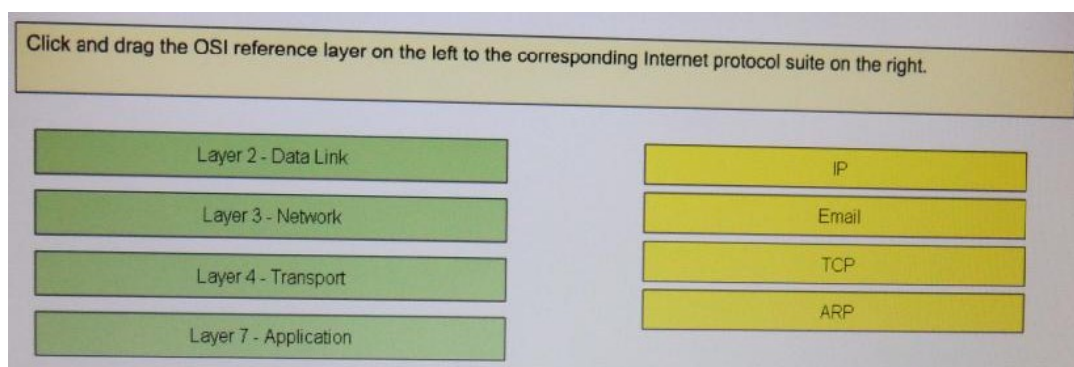 Click and drag the OSI reference layer on the left to the corresponding Internet protocol suite on the right.
Layer 2 - Data Link
Layer 3 - Network
Layer 4 - Transport
Layer 7 - Application
IP
Email
TCP
ARP